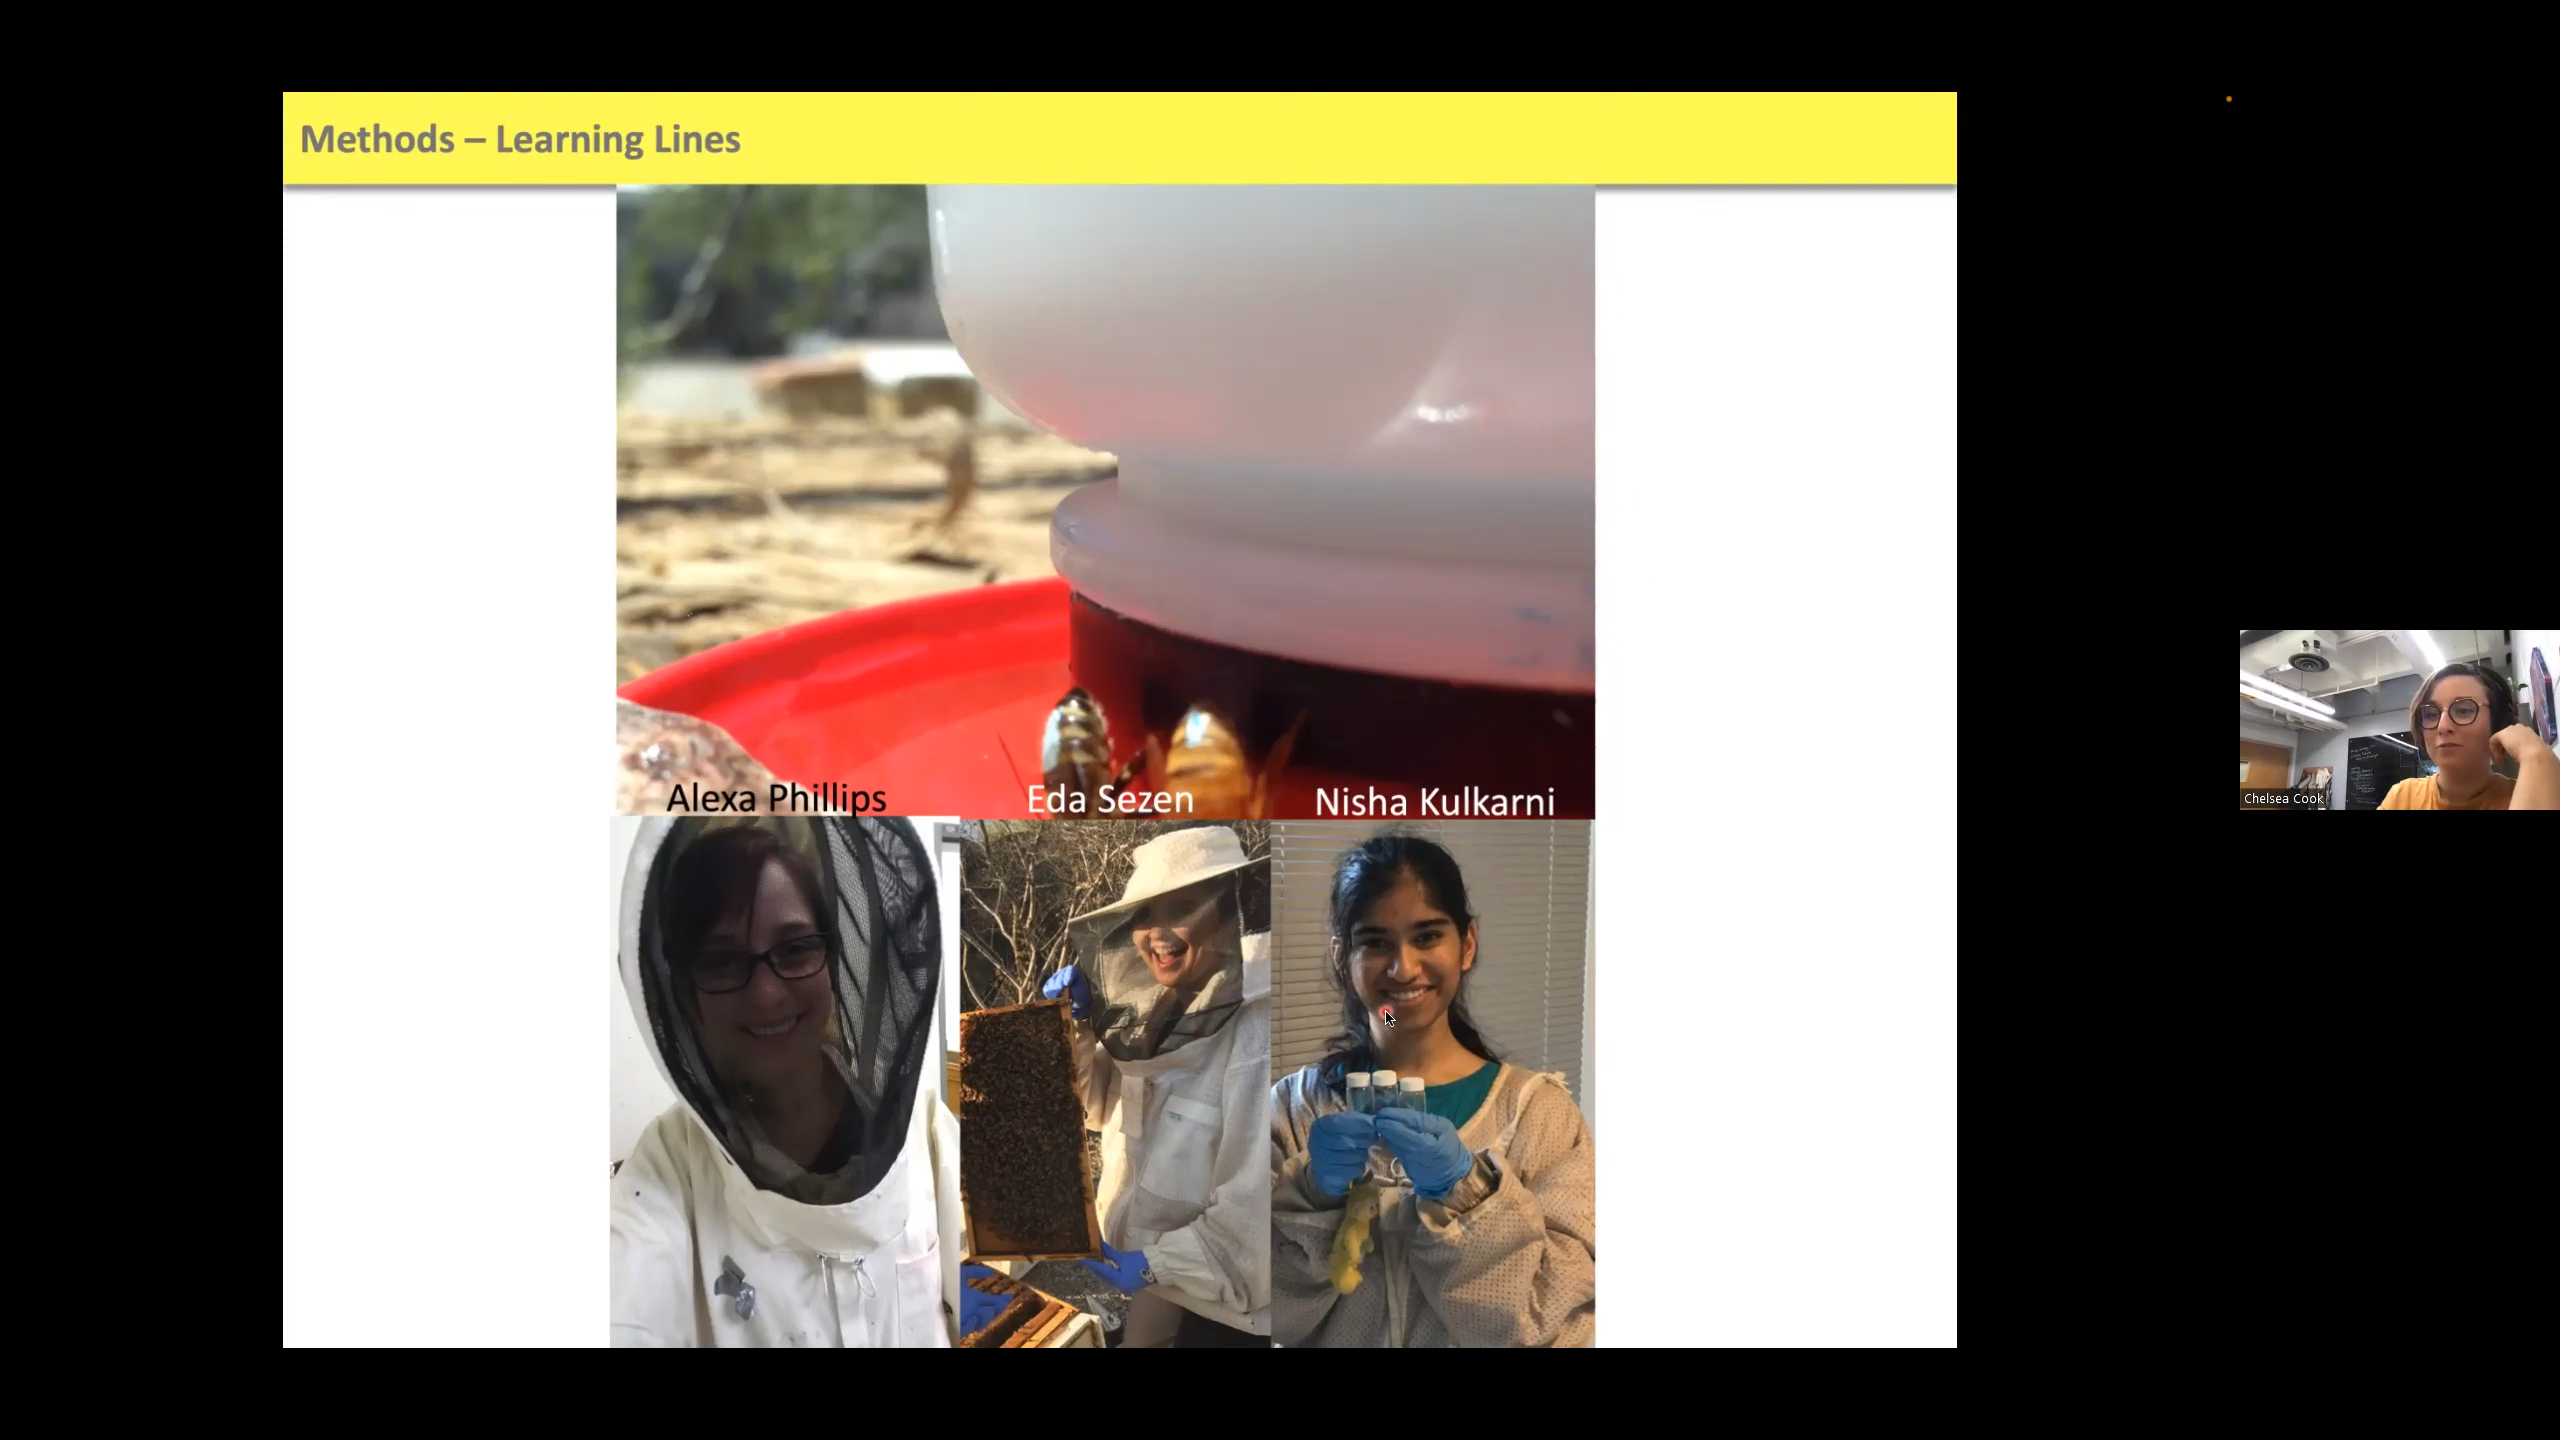 Methods – Learning Lines
Alexa Phillips
Eda Sezen
Nisha Kulkarni
Chelsea Cook